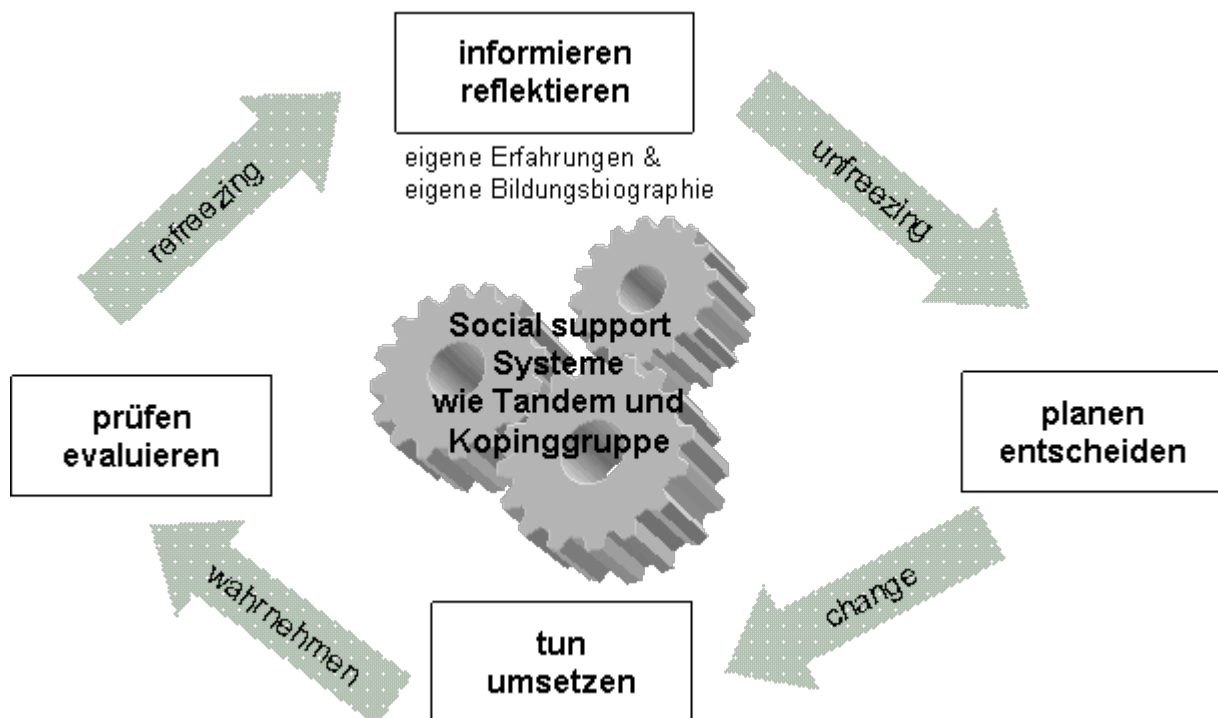 informieren
reflektieren
eigene Erfahrungen &
eigene Bildungsbiographie
refreezing
unfreezing
Social support
Systeme
wie Tandem und
Kopinggruppe
prüfen
evaluieren
planen
entscheiden
wahrnehmen
change
tun
umsetzen